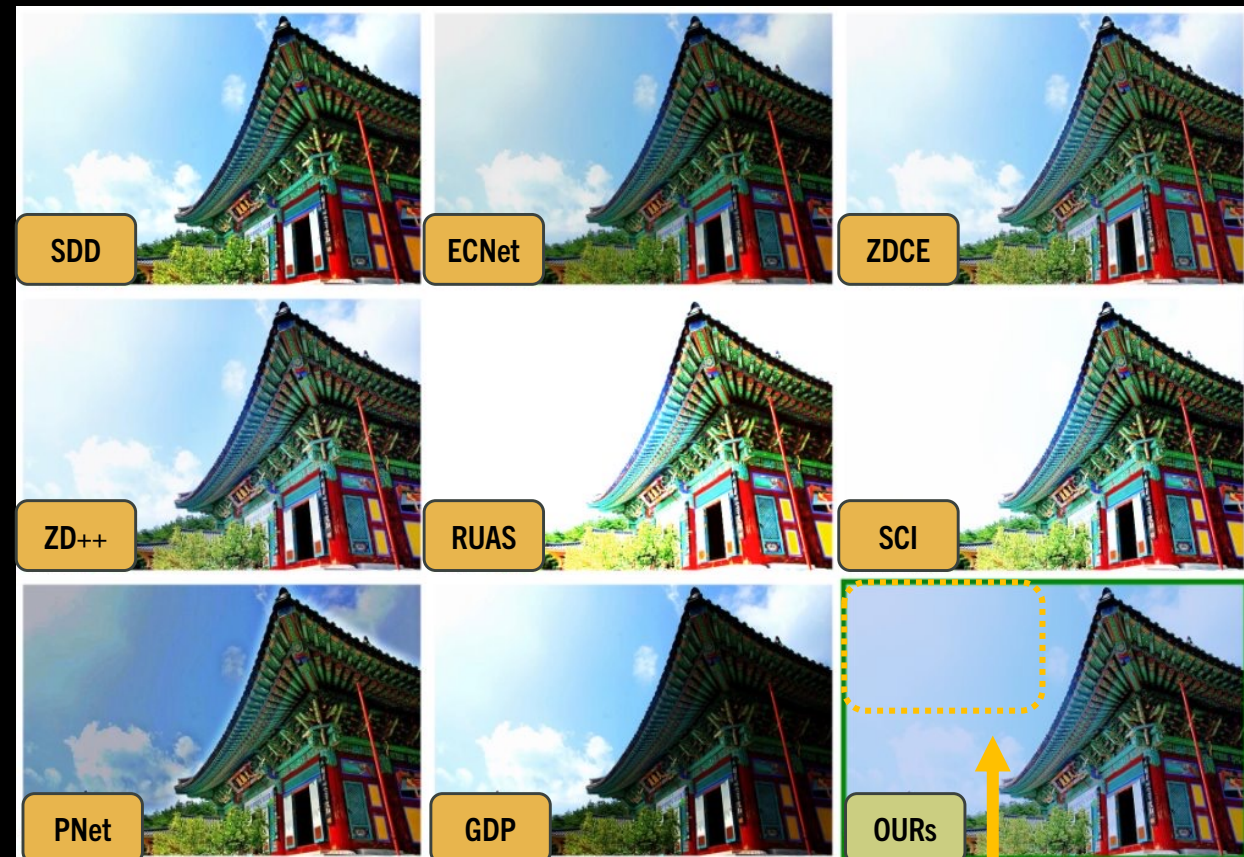 SDD
ECNet
ZDCE
ZD++
RUAS
SCI
PNet
GDP
OURs